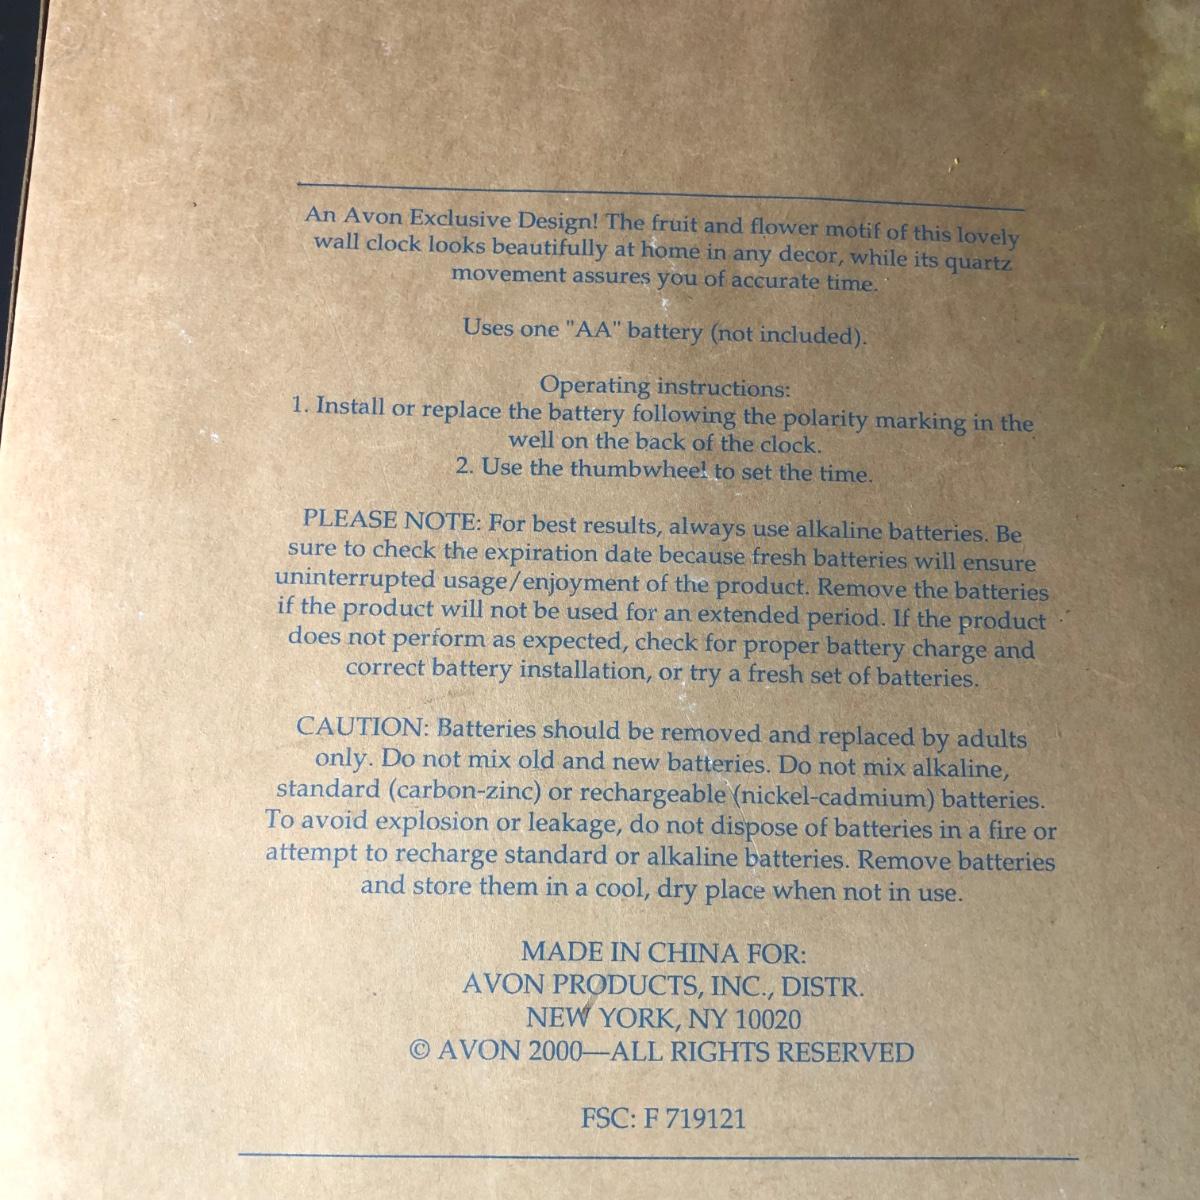 An Avon Exclusive Design! The fruit and flower motif of this lovely
wall clock looks beautifully at home in any decor, while its quartz
movement assures you of accurate time.
Uses one "AA" battery (not included).
Operating instructions:
1. Install or replace the battery following the polarity marking in the
well on the back of the clock.
2. Use the thumbwheel to set the time.
PLEASE NOTE: For best results, always use alkaline batteries. Be
sure to check the expiration date because fresh batteries will ensure
uninterrupted usage/enjoyment of the product. Remove the batteries
if the product will not be used for an extended period. If the product
does not perform as expected, check for proper battery charge and
correct battery installation, or try a fresh set of batteries.
CAUTION: Batteries should be removed and replaced by adults
only. Do not mix old and new batteries. Do not mix alkaline,
standard (carbon-zinc) or rechargeable (nickel-cadmium) batteries.
To avoid explosion or leakage, do not dispose of batteries in a fire or
attempt to recharge standard or alkaline batteries. Remove batteries
and store them in a cool, dry place when not in use.
MADE IN CHINA FOR:
AVON PRODUCTS, INC., DISTR.
NEW YORK, NY 10020
© AVON 2000—ALL RIGHTS RESERVED
FSC: F 719121